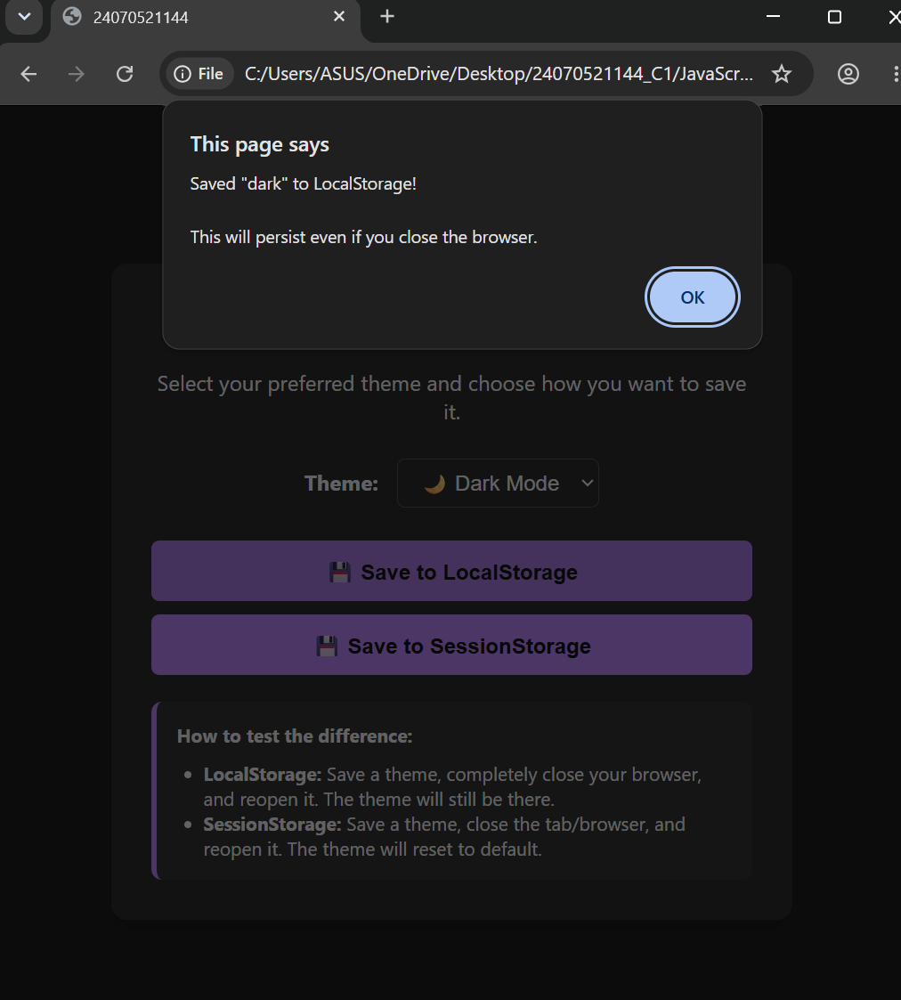 24070521144
File
C:/Users/ASUS/OneDrive/Desktop/24070521144_C1/JavaScr...
This page says
Saved "dark" to LocalStorage!
This will persist even if you close the browser.
OK
Select your preferred theme and choose how you want to save
it.
Theme:
🌙 Dark Mode
💾 Save to LocalStorage
💾 Save to SessionStorage
How to test the difference:
• LocalStorage: Save a theme, completely close your browser,
and reopen it. The theme will still be there.
• SessionStorage: Save a theme, close the tab/browser, and
reopen it. The theme will reset to default.